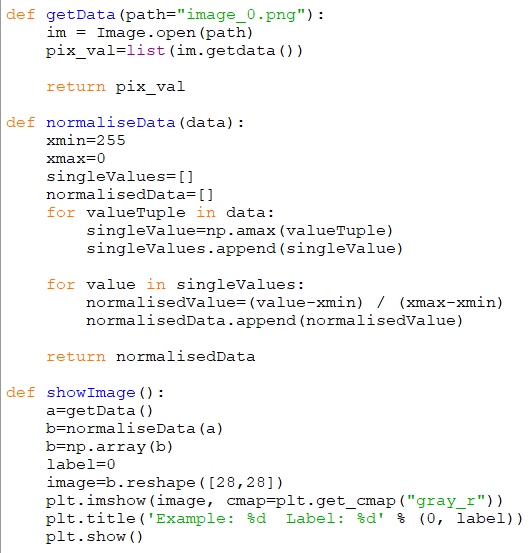 def getData(path="image_0.png"):
    im = Image.open(path)
    pix_val=list(im.getdata())

    return pix_val

def normaliseData(data):
    xmin=255
    xmax=0
    singleValues=[]
    normalisedData=[]
    for valueTuple in data:
        singleValue=np.amax(valueTuple)
        singleValues.append(singleValue)

    for value in singleValues:
        normalisedValue=(value-xmin) / (xmax-xmin)
        normalisedData.append(normalisedValue)

    return normalisedData

def showImage():
    a=getData()
    b=normaliseData(a)
    b=np.array(b)
    label=0
    image=b.reshape([28,28])
    plt.imshow(image, cmap=plt.get_cmap("gray_r"))
    plt.title('Example: %d  Label: %d' % (0, label))
    plt.show()